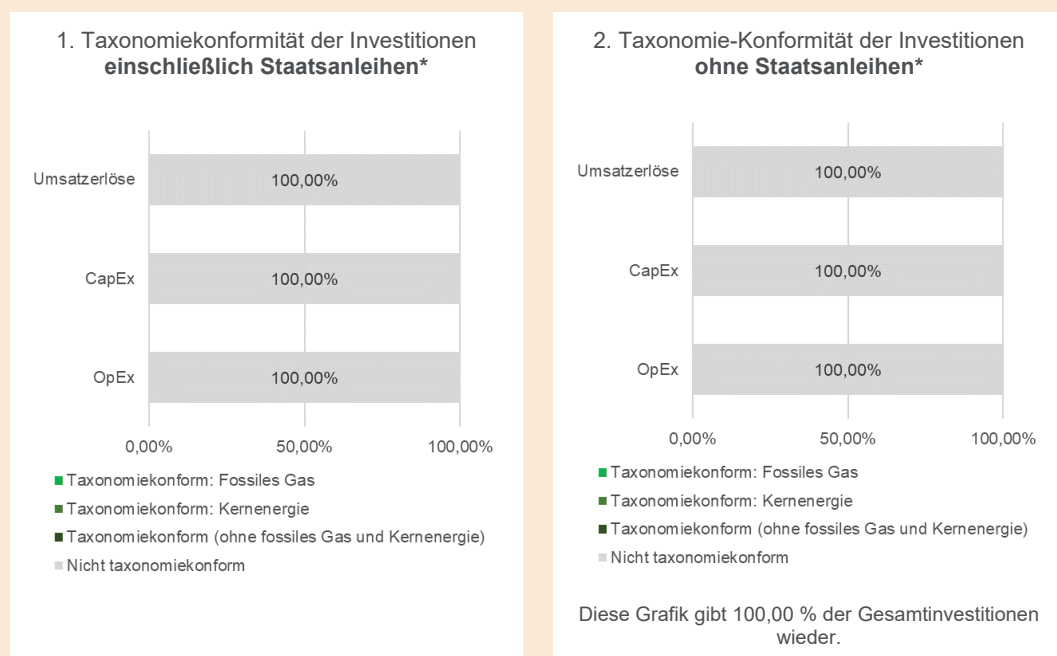 1. Taxonomiekonformität der Investitionen
einschließlich Staatsanleihen*
Umsatzerlöse
100,00%
CapEx
100,00%
OpEx
100,00%
0,00%
50,00%
100,00%
Taxonomiekonform: Fossiles Gas
Taxonomiekonform: Kernenergie
Taxonomiekonform (ohne fossiles Gas und Kernenergie)
Nicht taxonomiekonform
2. Taxonomie-Konformität der Investitionen
ohne Staatsanleihen*
Umsatzerlöse
100,00%
CapEx
100,00%
OpEx
100,00%
0,00%
50,00%
100,00%
Taxonomiekonform: Fossiles Gas
Taxonomiekonform: Kernenergie
Taxonomiekonform (ohne fossiles Gas und Kernenergie)
Nicht taxonomiekonform
Diese Grafik gibt 100,00 % der Gesamtinvestitionen
wieder.